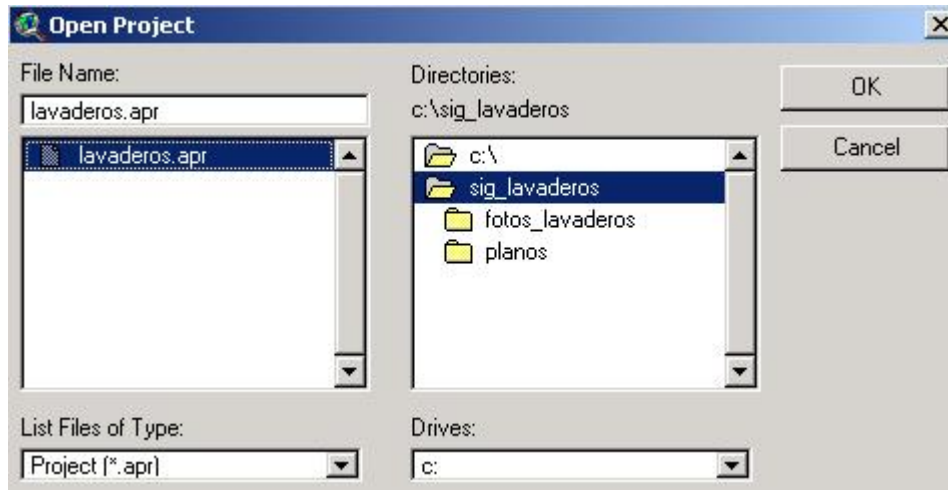 Open Project
File Name:
lavaderos.apr
lavaderos.apr
List Files of Type:
Project (*.apr)
Directories:
c:\sig_lavaderos
c:\
sig_lavaderos
fotos_lavaderos
planos
Drives:
c:
OK
Cancel